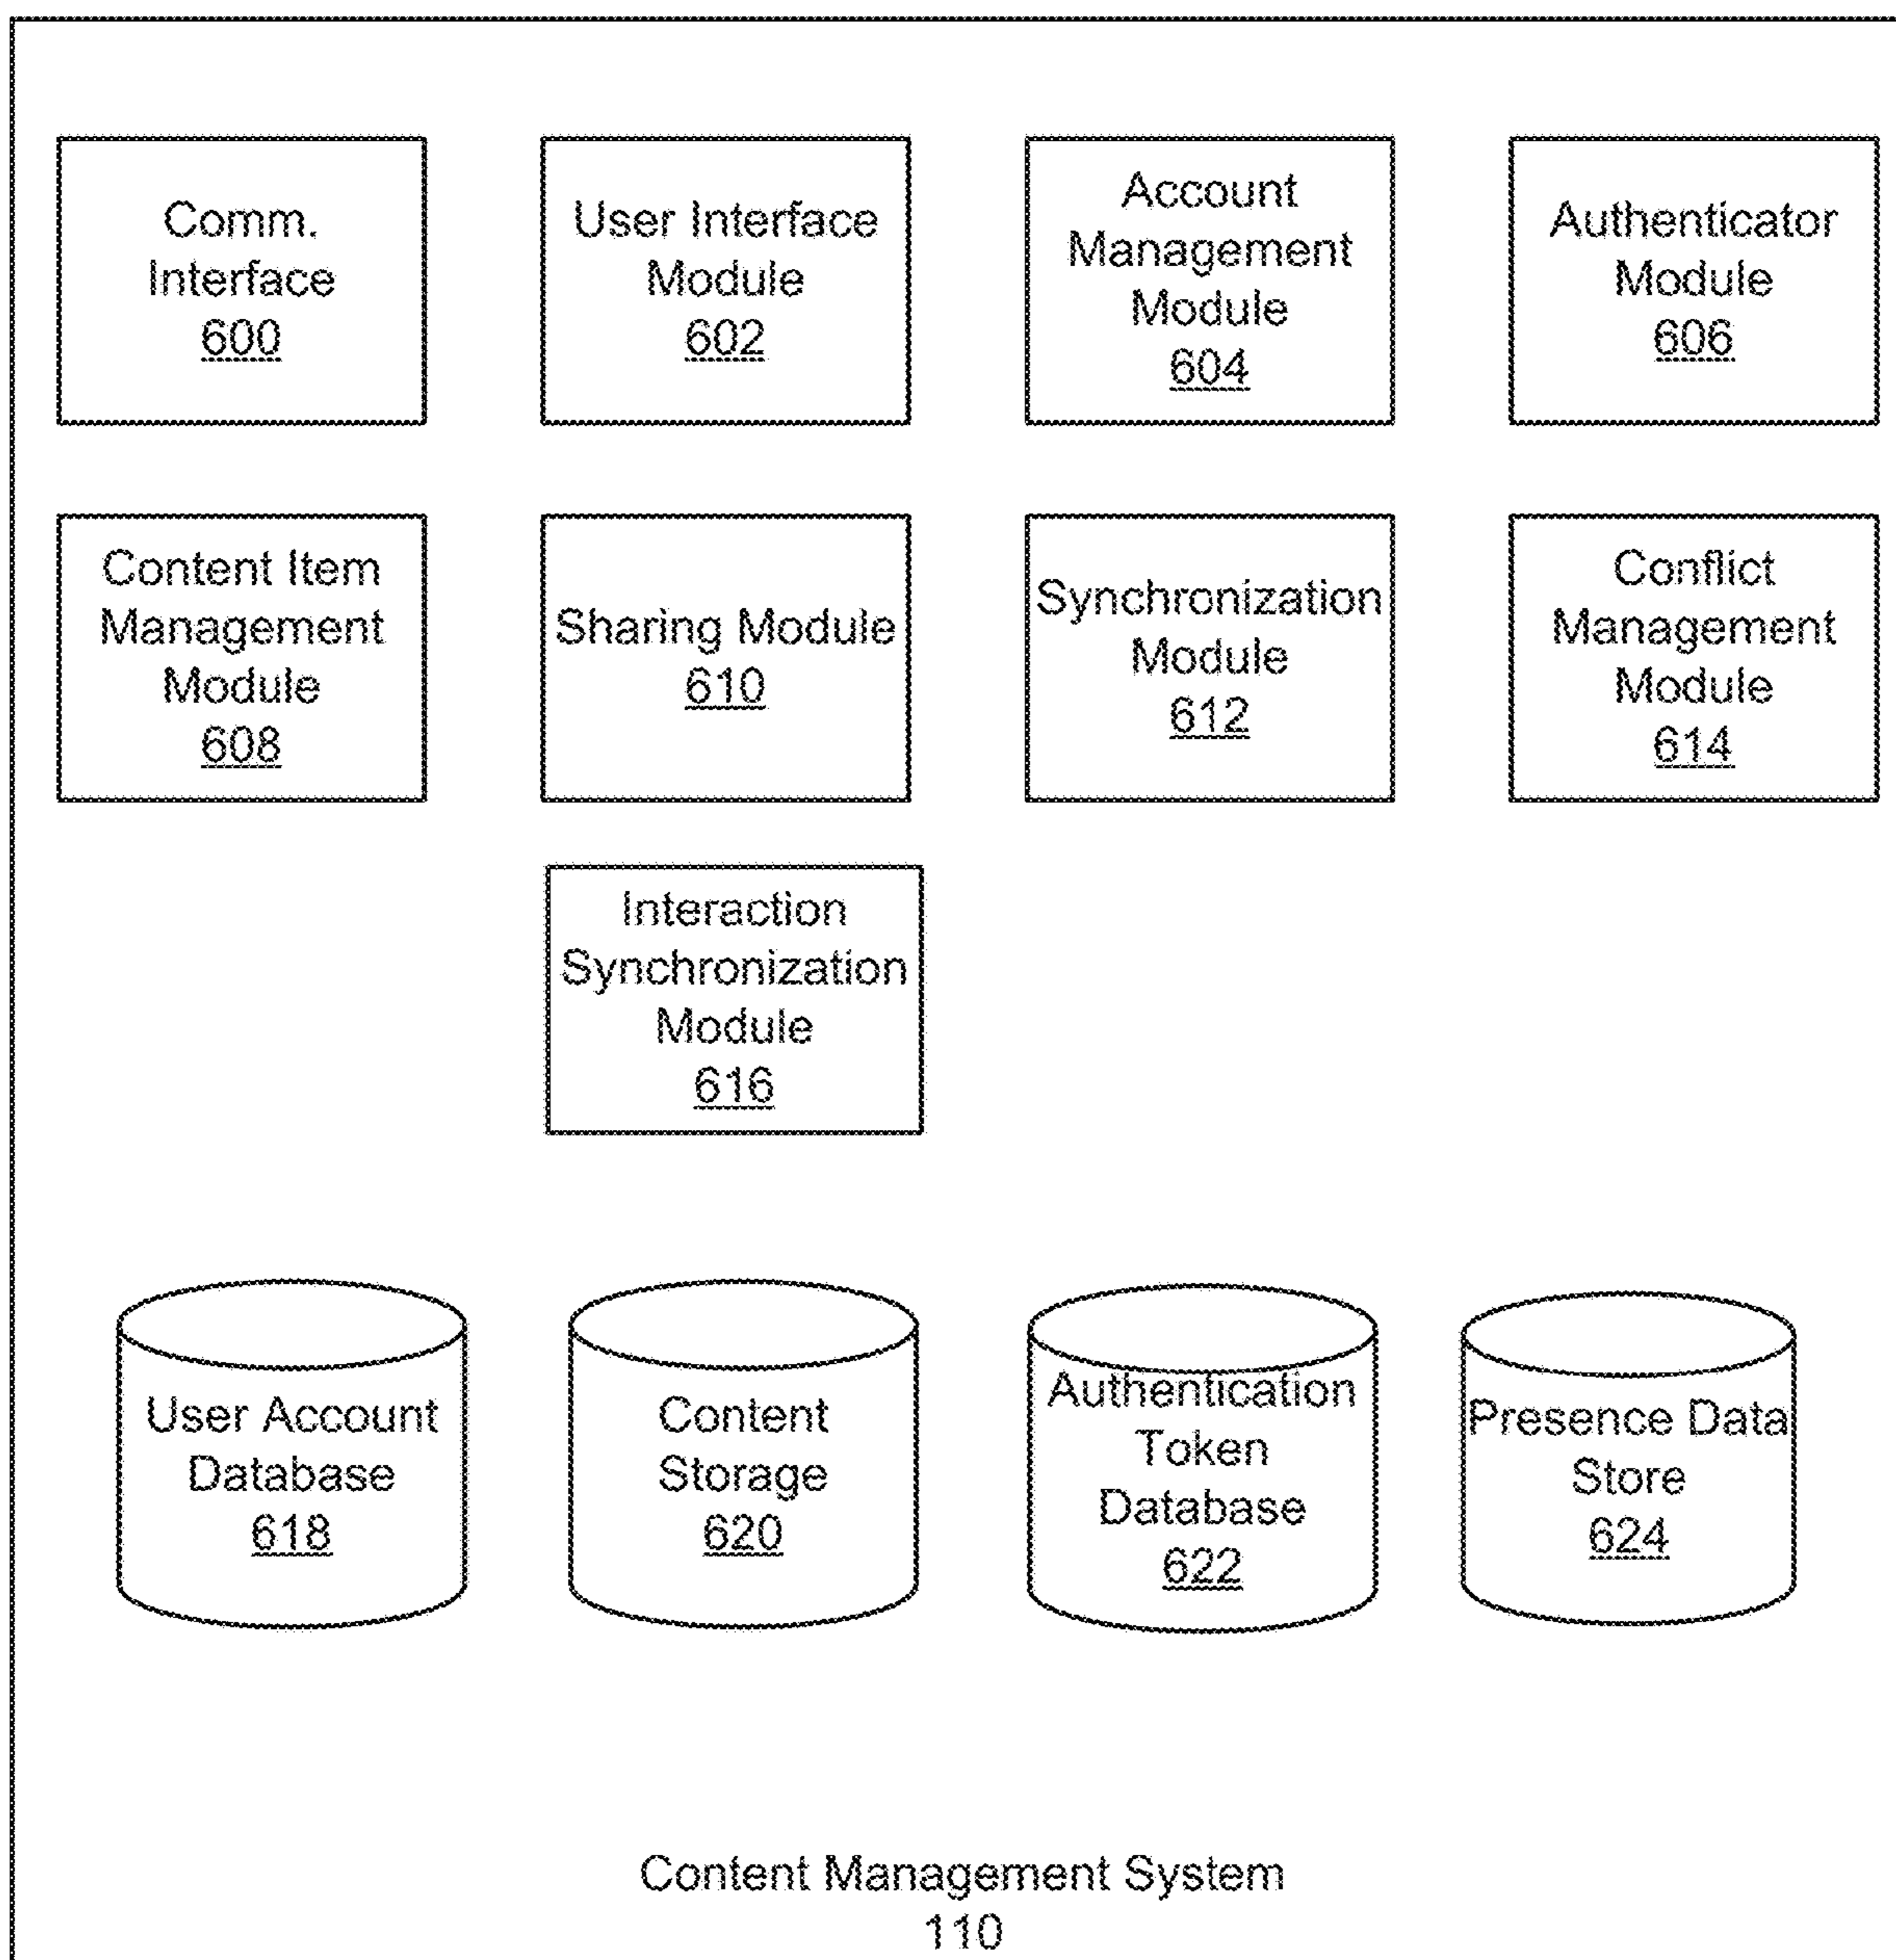 Comm.
Interface
600
User Interface
Module
602
Account
Management
Module
604
Authenticator
Module
606
Content Item
Management
Module
608
Sharing Module
610
Synchronization
Module
612
Conflict
Management
Module
614
Interaction
Synchronization
Module
616
User Account
Database
618
Content
Storage
620
Authentication
Token
Database
622
Presence Data
Store
624
Content Management System
110